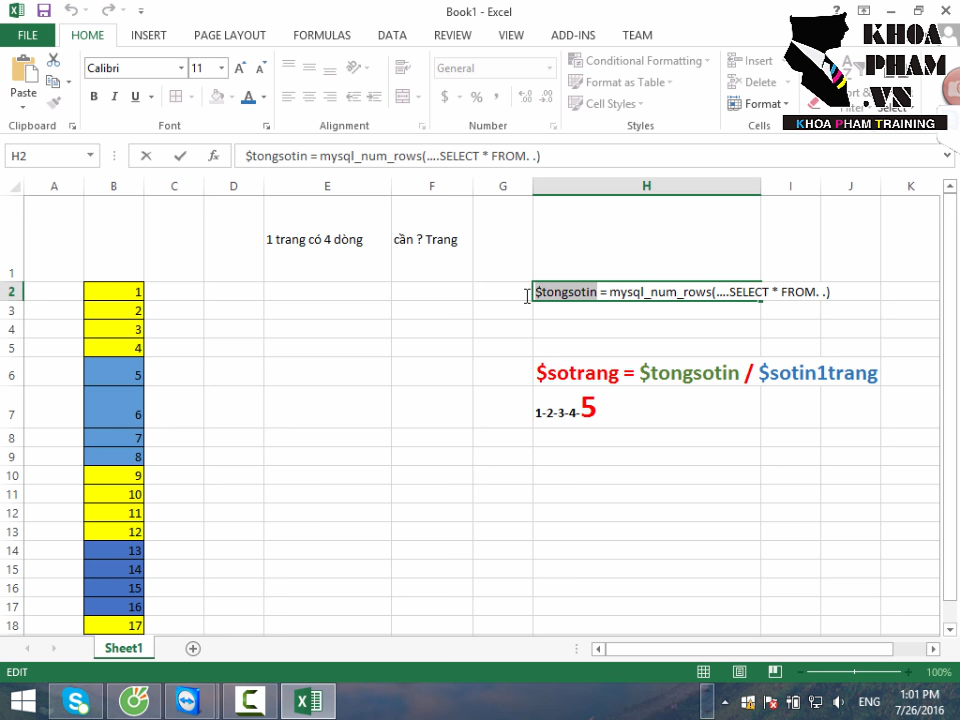 Book1 - Excel
FILE HOME INSERT PAGE LAYOUT FORMULAS DATA REVIEW VIEW ADD-INS TEAM
KHOA
PHAM
.VN
KHOA PHAM TRAINING
Paste
Calibri 11
B I U
General
$ %
Conditional Formatting
Format as Table
Cell Styles
Insert
Delete
Format
Clipboard Font Alignment Number Styles Cells
H2 fx $tongsotin = mysql_num_rows(....SELECT * FROM. .)
A B C D E F G H I J K
1 1 trang có 4 dòng cần ? Trang
2 1 $tongsotin = mysql_num_rows(....SELECT * FROM. .)
3 2
4 3
5 4
6 5 $sotrang = $tongsotin / $sotin1trang
7 6 1-2-3-4-5
8 7
9 8
10 9
11 10
12 11
13 12
14 13
15 14
16 15
17 16
18 17
Sheet1
EDIT 100%
ENG
1:01 PM
7/26/2016